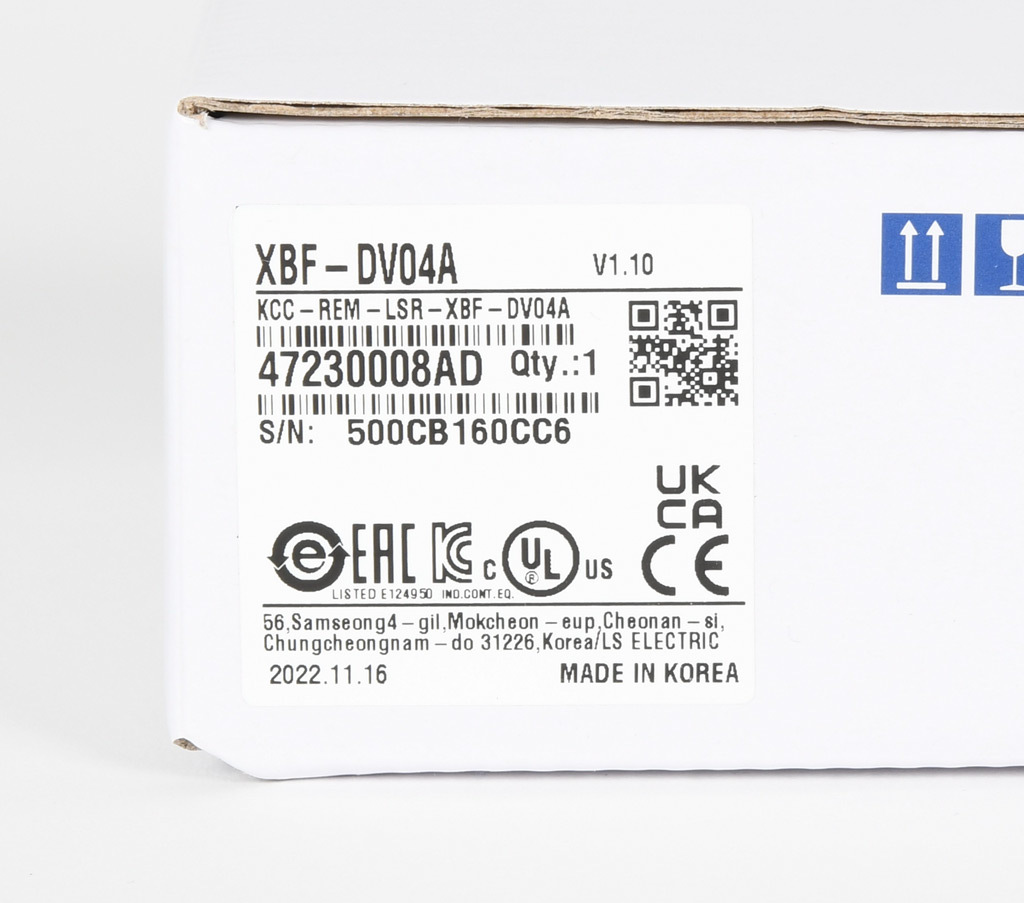 XBF-DV04A V1.10
KCC-REM-LSR-XBF-DV04A
47230008AD Qty.:1
S/N: 500CB160CC6
UK
CA
e EAC KC c UL® US CE
LISTED E124950 IND.CONT.EQ.
56,Samseong4-gil,Mokcheon-eup,Cheonan-si,
Chungcheongnam-do 31226,Korea/LS ELECTRIC
2022.11.16 MADE IN KOREA